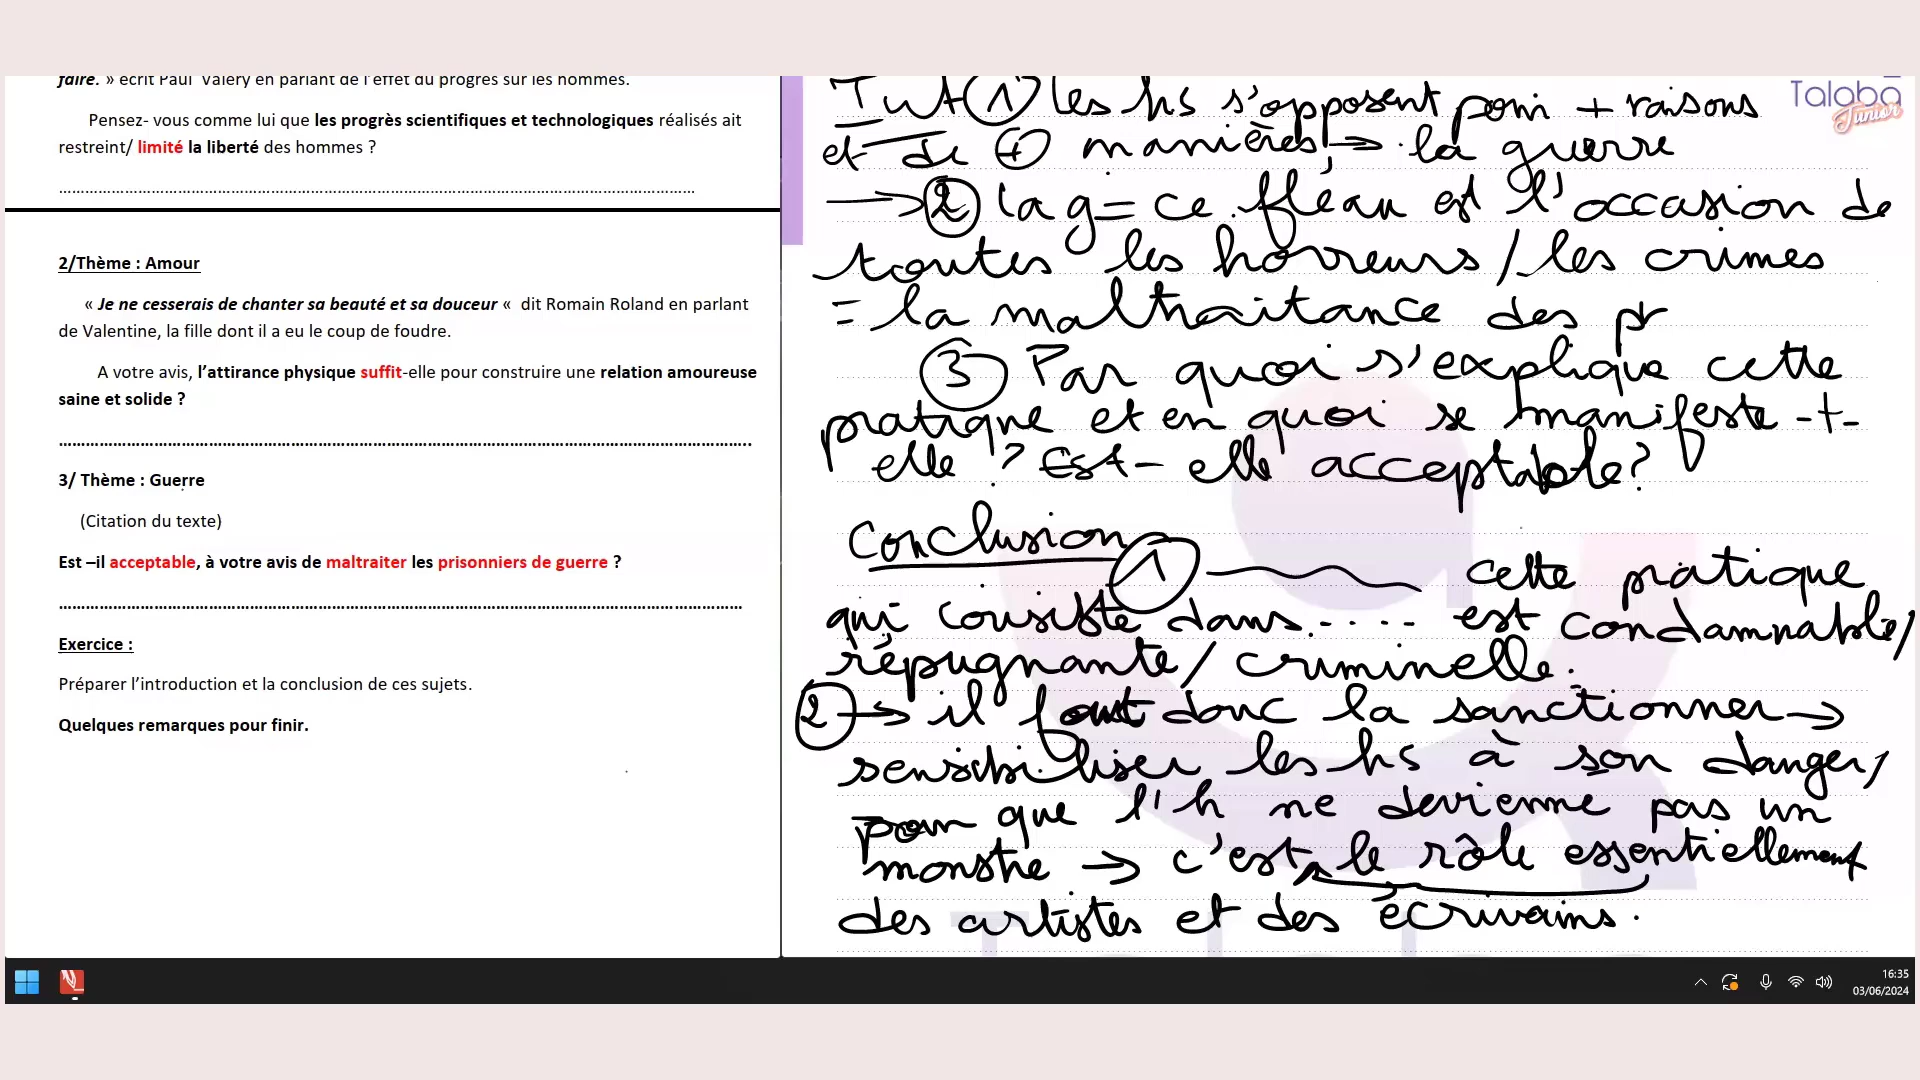 faire. » écrit Paul Valéry en parlant de l'effet du progrès sur les hommes.
Pensez- vous comme lui que les progrès scientifiques et technologiques réalisés ait
restreint/ limité la liberté des hommes ?
2/Thème : Amour
« Je ne cesserais de chanter sa beauté et sa douceur « dit Romain Roland en parlant
de Valentine, la fille dont il a eu le coup de foudre.
A votre avis, l'attirance physique suffit-elle pour construire une relation amoureuse
saine et solide ?
3/ Thème : Guerre
(Citation du texte)
Est –il acceptable, à votre avis de maltraiter les prisonniers de guerre ?
Exercice :
Préparer l'introduction et la conclusion de ces sujets.
Quelques remarques pour finir.
Talaba
Junior
① les hs s'opposent pour + raisons
et de + manières → la guerre
→ ② la g = ce fléau est l'occasion de
toutes les horreurs / les crimes
= la maltraitance des pr
③ Par quoi s'explique cette
pratique et en quoi se manifeste -t-
elle ? Est- elle acceptable ?
Conclusion
① cette pratique
qui consiste dans..... est condamnable/
répugnante / criminelle.
② → il faut donc la sanctionner →
sensibiliser les hs à son danger,
pour que l'h ne devienne pas un
monstre → c'est le rôle essentiellement
des artistes et des écrivains.
16:35
03/06/2024